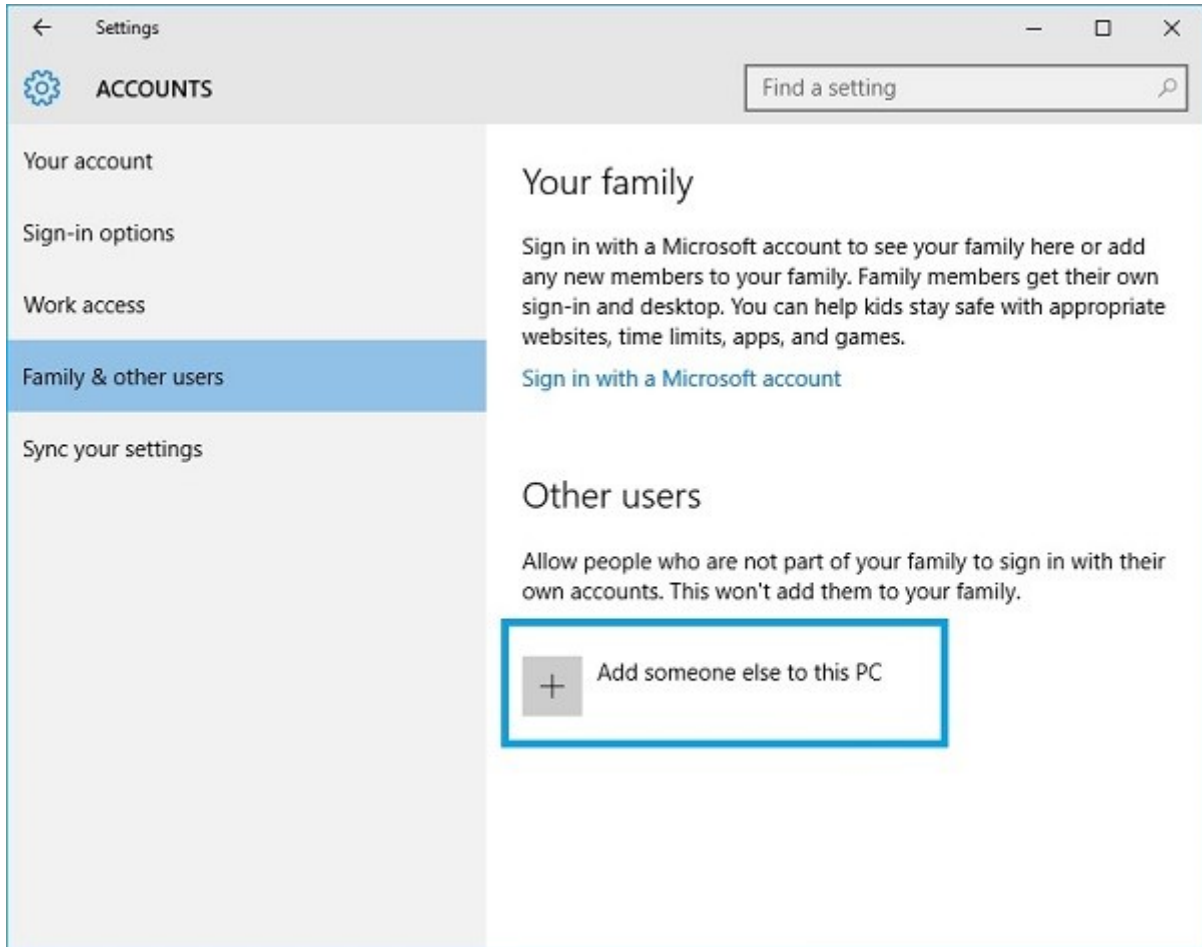 Settings
ACCOUNTS
Find a setting
Your account
Sign-in options
Work access
Family & other users
Sync your settings
Your family
Sign in with a Microsoft account to see your family here or add
any new members to your family. Family members get their own
sign-in and desktop. You can help kids stay safe with appropriate
websites, time limits, apps, and games.
Sign in with a Microsoft account
Other users
Allow people who are not part of your family to sign in with their
own accounts. This won't add them to your family.
Add someone else to this PC